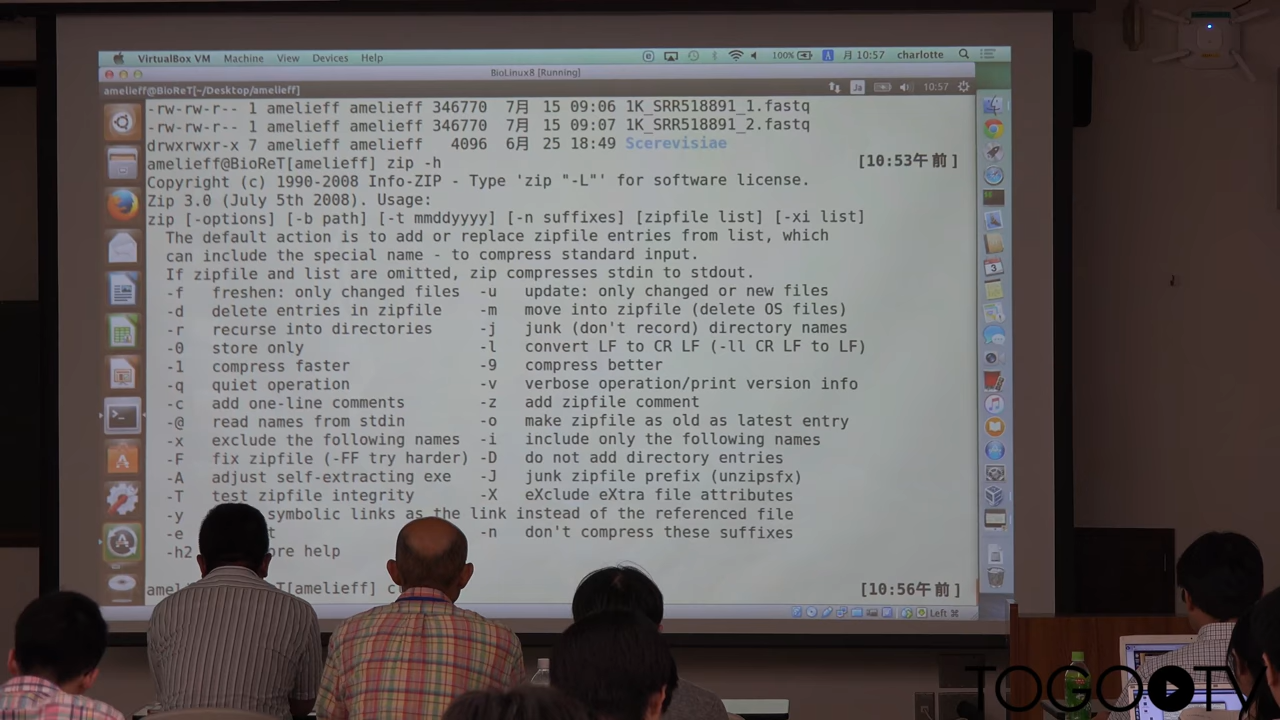 VirtualBox VM Machine View Devices Help 100% A 月 10:57 charlotte
BioLinux8 [Running]
amelieff@BioReT[~/Desktop/amelieff] Ja 10:57
-rw-rw-r-- 1 amelieff amelieff 346770 7月 15 09:06 1K_SRR518891_1.fastq
-rw-rw-r-- 1 amelieff amelieff 346770 7月 15 09:07 1K_SRR518891_2.fastq
drwxrwxr-x 7 amelieff amelieff 4096 6月 25 18:49 Scerevisiae
amelieff@BioReT[amelieff] zip -h [10:53午前]
Copyright (c) 1990-2008 Info-ZIP - Type 'zip "-L"' for software license.
Zip 3.0 (July 5th 2008). Usage:
zip [-options] [-b path] [-t mmddyyyy] [-n suffixes] [zipfile list] [-xi list]
The default action is to add or replace zipfile entries from list, which
can include the special name - to compress standard input.
If zipfile and list are omitted, zip compresses stdin to stdout.
-f freshen: only changed files -u update: only changed or new files
-d delete entries in zipfile -m move into zipfile (delete OS files)
-r recurse into directories -j junk (don't record) directory names
-0 store only -l convert LF to CR LF (-ll CR LF to LF)
-1 compress faster -9 compress better
-q quiet operation -v verbose operation/print version info
-c add one-line comments -z add zipfile comment
-@ read names from stdin -o make zipfile as old as latest entry
-x exclude the following names -i include only the following names
-F fix zipfile (-FF try harder) -D do not add directory entries
-A adjust self-extracting exe -J junk zipfile prefix (unzipsfx)
-T test zipfile integrity -X eXclude eXtra file attributes
-y symbolic links as the link instead of the referenced file
-e -n don't compress these suffixes
-h2 help
[amelieff] [10:56午前]
Left ⌘
TOGOTV